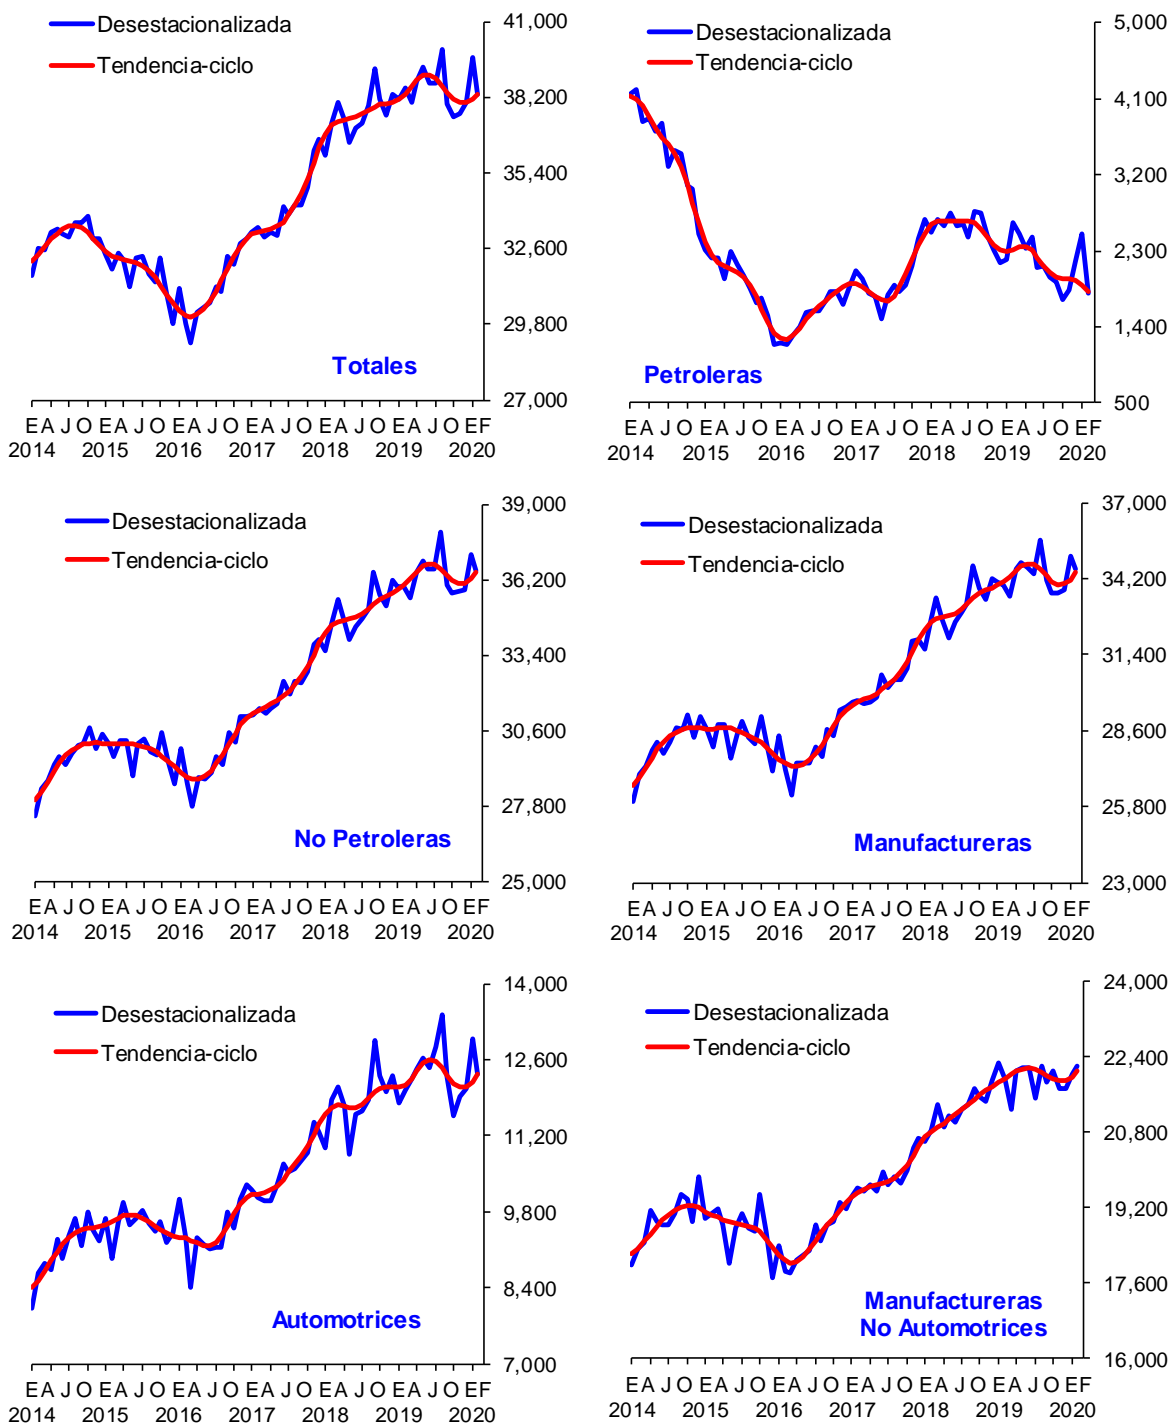 Desestacionalizada
Tendencia-ciclo
41,000
38,200
35,400
32,600
29,800
27,000
Totales
E A J O E A J O E A J O E A J O E A J O E A J O E F
2014 2015 2016 2017 2018 2019 2020
Desestacionalizada
Tendencia-ciclo
5,000
4,100
3,200
2,300
1,400
500
Petroleras
E A J O E A J O E A J O E A J O E A J O E A J O E F
2014 2015 2016 2017 2018 2019 2020
Desestacionalizada
Tendencia-ciclo
39,000
36,200
33,400
30,600
27,800
25,000
No Petroleras
E A J O E A J O E A J O E A J O E A J O E A J O E F
2014 2015 2016 2017 2018 2019 2020
Desestacionalizada
Tendencia-ciclo
37,000
34,200
31,400
28,600
25,800
23,000
Manufactureras
E A J O E A J O E A J O E A J O E A J O E A J O E F
2014 2015 2016 2017 2018 2019 2020
Desestacionalizada
Tendencia-ciclo
14,000
12,600
11,200
9,800
8,400
7,000
Automotrices
E A J O E A J O E A J O E A J O E A J O E A J O E F
2014 2015 2016 2017 2018 2019 2020
Desestacionalizada
Tendencia-ciclo
24,000
22,400
20,800
19,200
17,600
16,000
Manufactureras
No Automotrices
E A J O E A J O E A J O E A J O E A J O E A J O E F
2014 2015 2016 2017 2018 2019 2020